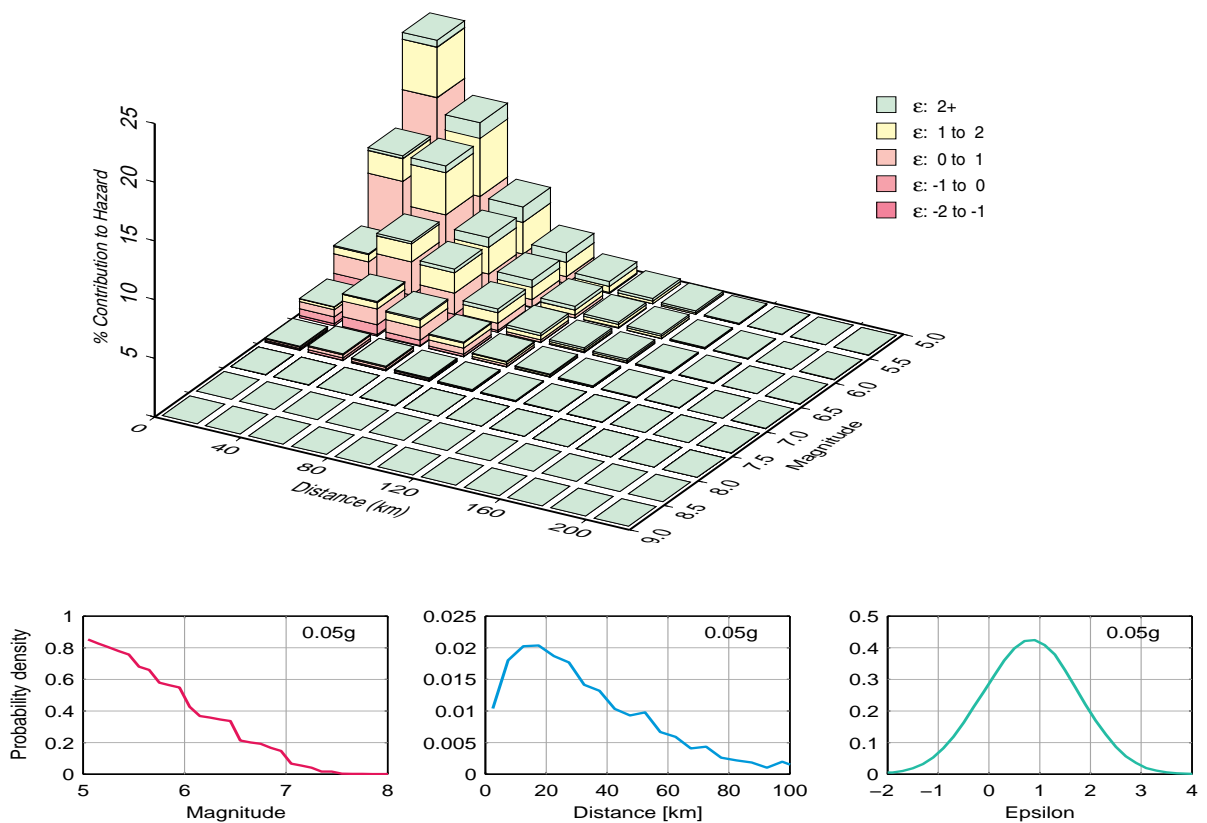 % Contribution to Hazard
25
20
15
10
5
0
40
80
120
160
200
Distance (km)
9.0
8.5
8.0
7.5
7.0
6.5
6.0
5.5
5.0
Magnitude
ε: 2+
ε: 1 to 2
ε: 0 to 1
ε: -1 to 0
ε: -2 to -1
Probability density
1
0.8
0.6
0.4
0.2
0
0.05g
5 6 7 8
Magnitude
0.025
0.02
0.015
0.01
0.005
0
0.05g
0 20 40 60 80 100
Distance [km]
0.5
0.4
0.3
0.2
0.1
0
0.05g
−2 −1 0 1 2 3 4
Epsilon